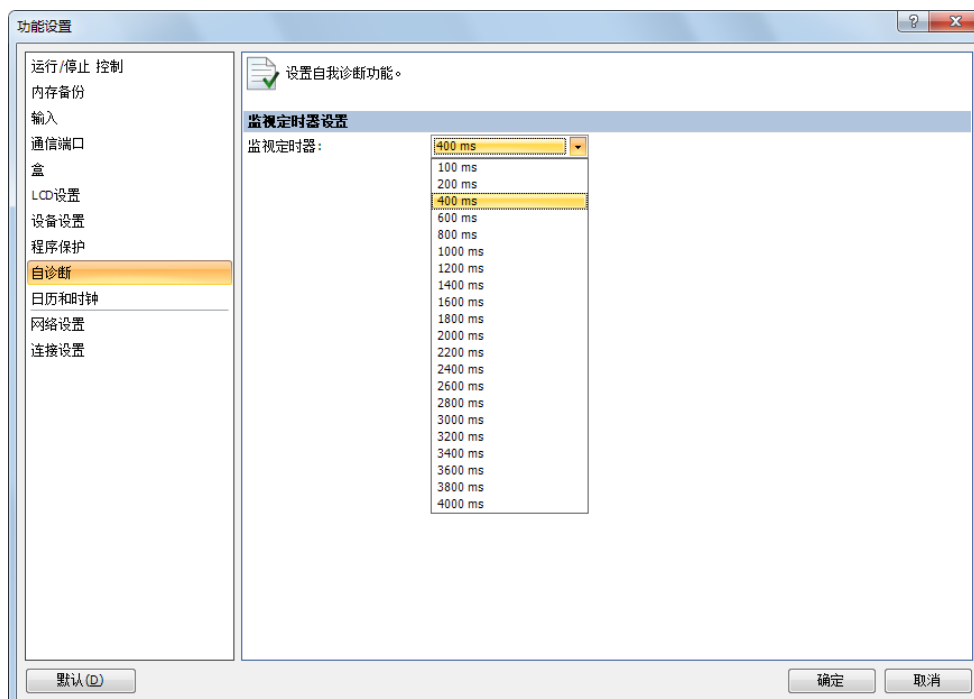 功能设置
?
运行/停止 控制
内存备份
输入
通信端口
盒
LCD设置
设备设置
程序保护
自诊断
日历和时钟
网络设置
连接设置
设置自我诊断功能。
监视定时器设置
监视定时器: 400 ms
100 ms
200 ms
400 ms
600 ms
800 ms
1000 ms
1200 ms
1400 ms
1600 ms
1800 ms
2000 ms
2200 ms
2400 ms
2600 ms
2800 ms
3000 ms
3200 ms
3400 ms
3600 ms
3800 ms
4000 ms
默认(D) 确定 取消